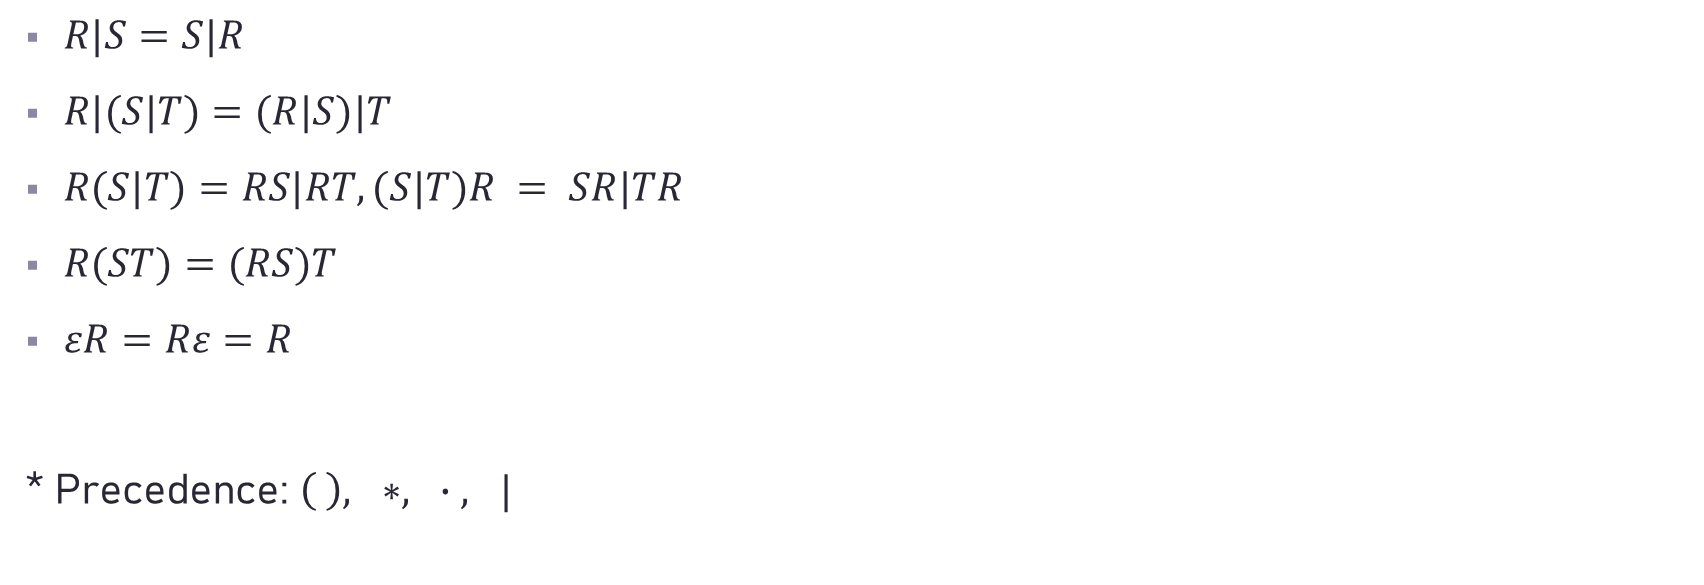 ▪ R|S = S|R
▪ R|(S|T) = (R|S)|T
▪ R(S|T) = RS|RT, (S|T)R = SR|TR
▪ R(ST) = (RS)T
▪ εR = Rε = R
* Precedence: ( ), *, ·, |